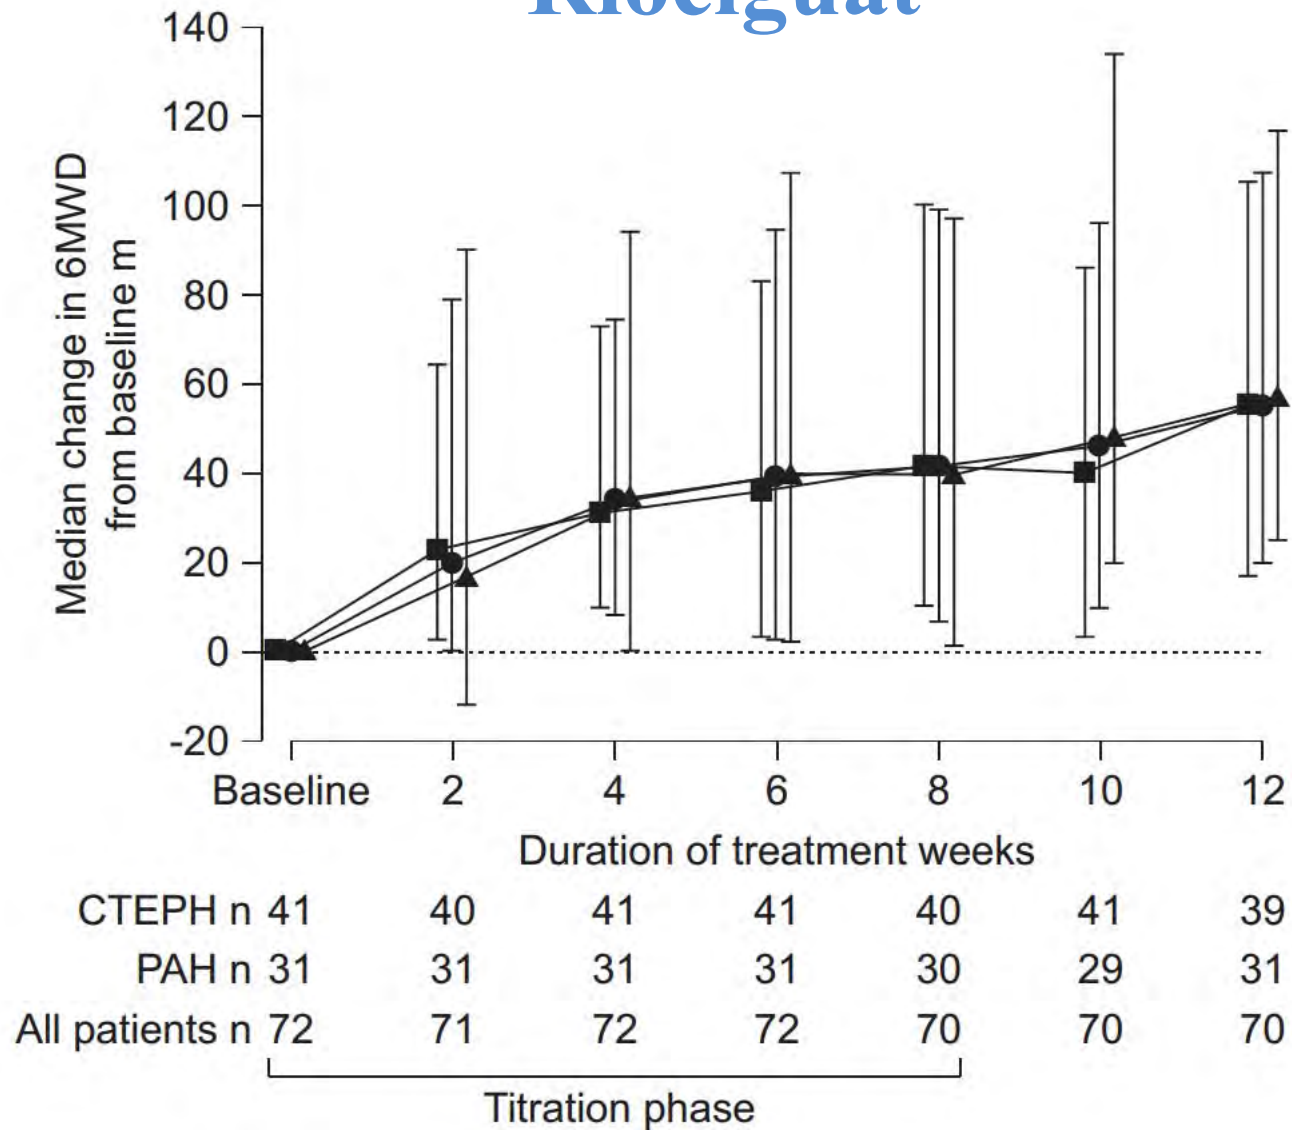 Riociguat
140
120
100
80
60
40
20
0
-20
Median change in 6MWD
from baseline m
Baseline 2 4 6 8 10 12
Duration of treatment weeks
CTEPH n 41 40 41 41 40 41 39
PAH n 31 31 31 31 30 29 31
All patients n 72 71 72 72 70 70 70
Titration phase